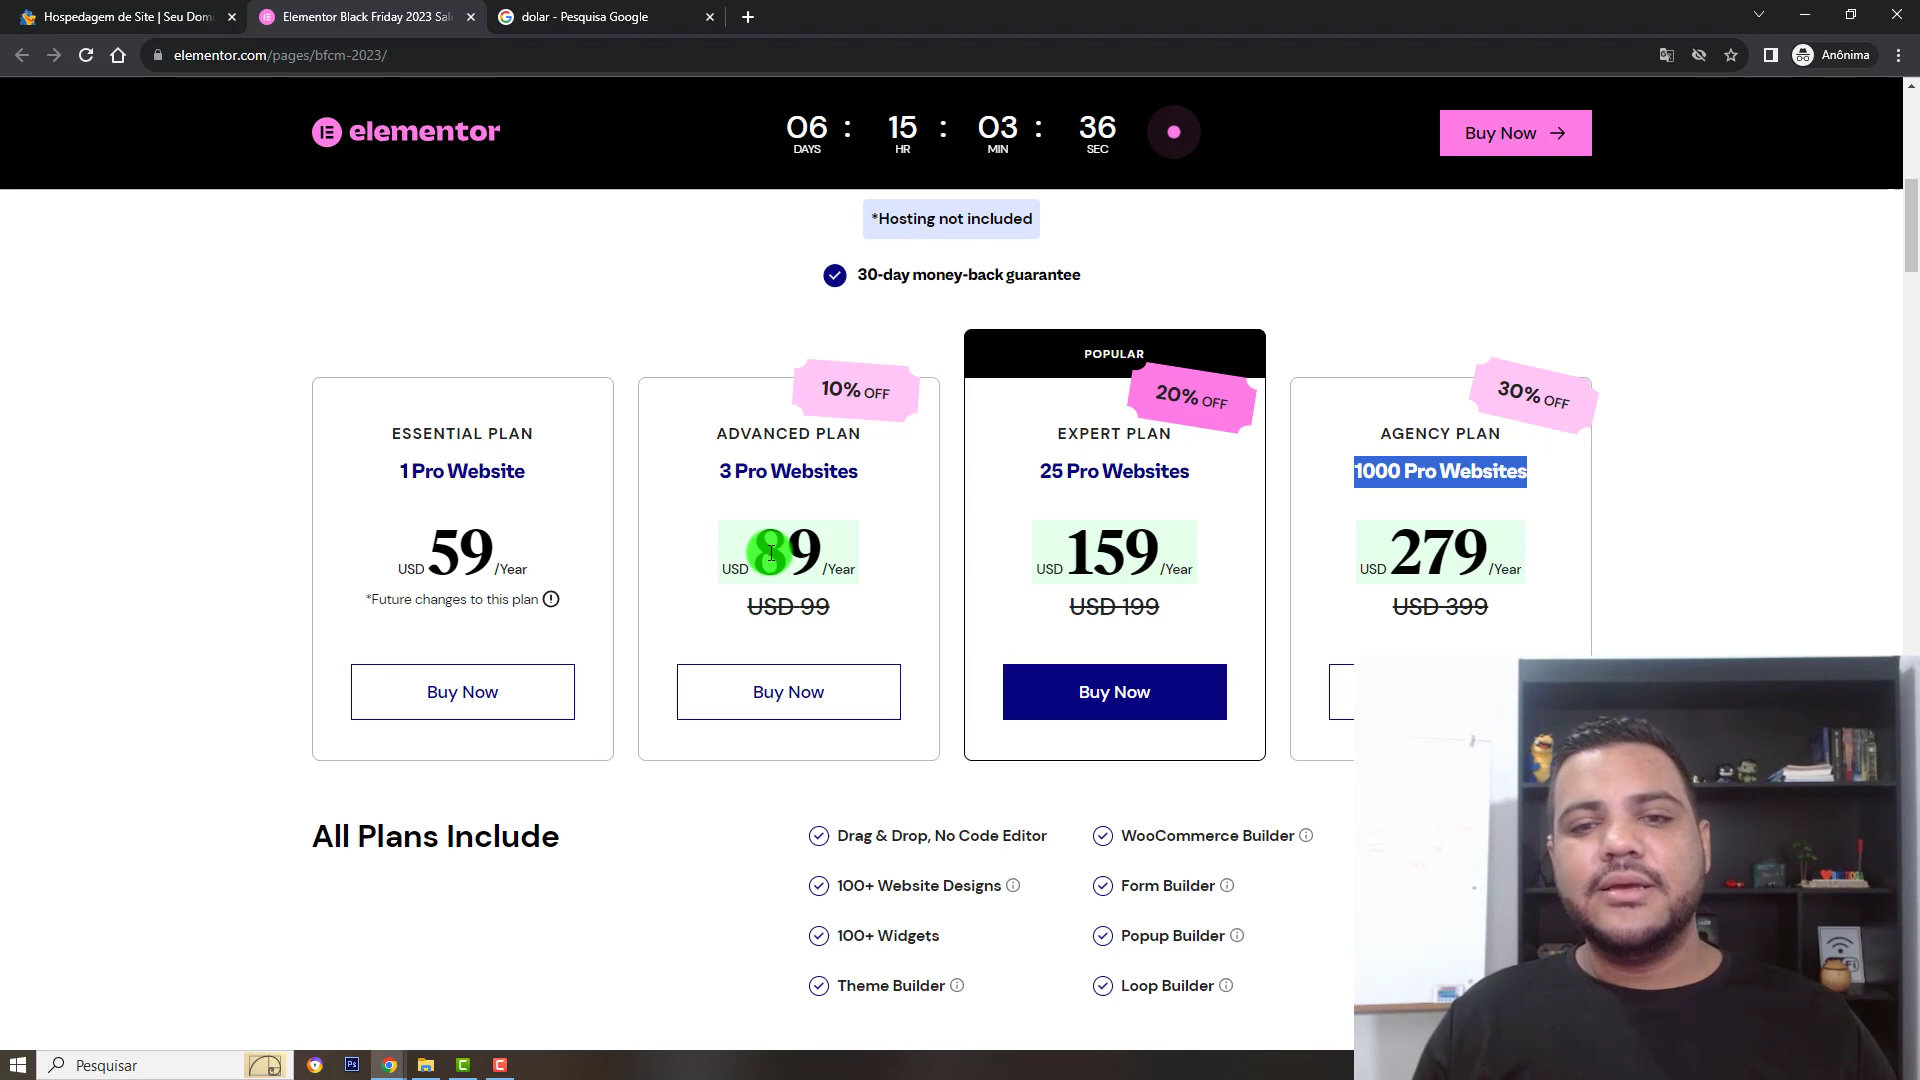 Hospedagem de Site | Seu Domí
Elementor Black Friday 2023 Sal
dolar - Pesquisa Google
elementor.com/pages/bfcm-2023/
Anônima
elementor
06 : 15 : 03 : 36
DAYS HR MIN SEC
Buy Now
*Hosting not included
30-day money-back guarantee
POPULAR
10% OFF
20% OFF
30% OFF
ESSENTIAL PLAN
1 Pro Website
USD 59 /Year
*Future changes to this plan
Buy Now
ADVANCED PLAN
3 Pro Websites
USD 89 /Year
USD 99
Buy Now
EXPERT PLAN
25 Pro Websites
USD 159 /Year
USD 199
Buy Now
AGENCY PLAN
1000 Pro Websites
USD 279 /Year
USD 399
All Plans Include
Drag & Drop, No Code Editor
100+ Website Designs
100+ Widgets
Theme Builder
WooCommerce Builder
Form Builder
Popup Builder
Loop Builder
Pesquisar
Ps